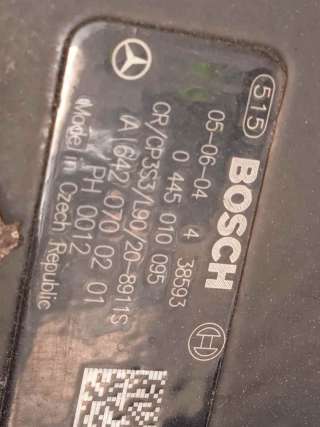 515
BOSCH
05-06-04 4 38593
0 445 010 095
CR/CP3S3/L90/20-8911S
(A)642 070 02 01
PH 0012
Made in Czech Republic